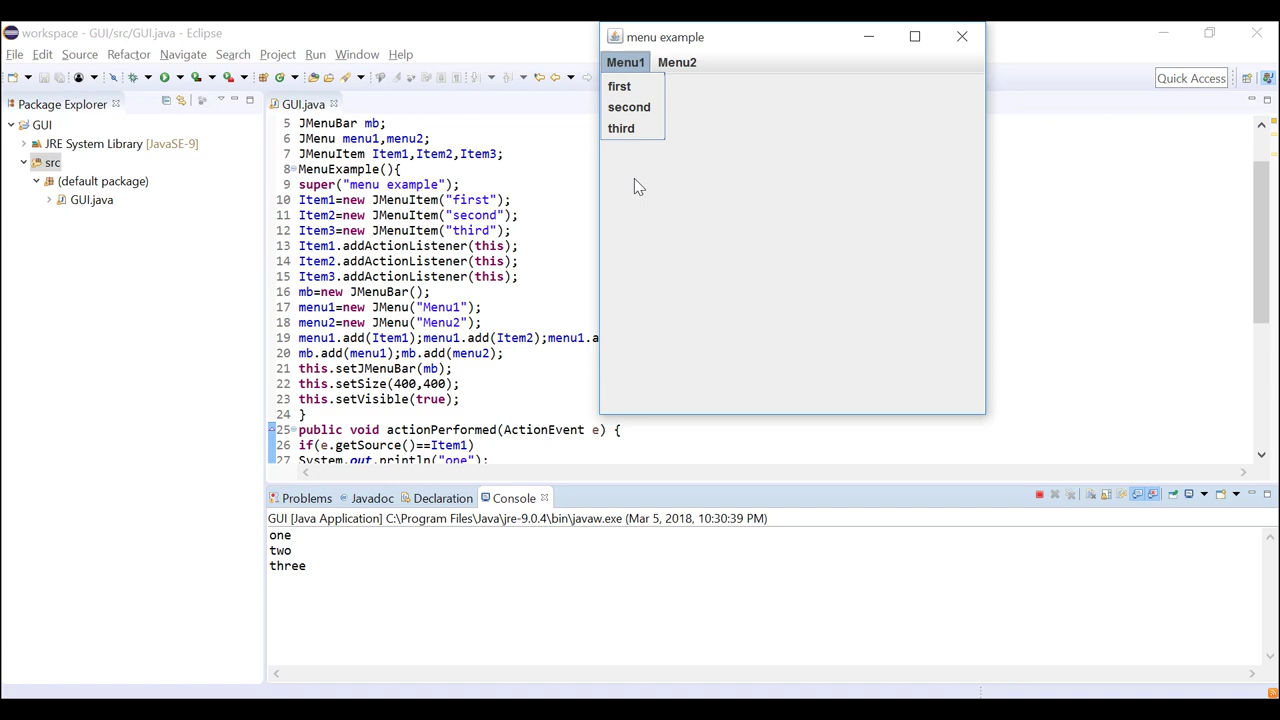 workspace - GUI/src/GUI.java - Eclipse
File Edit Source Refactor Navigate Search Project Run Window Help
Quick Access
Package Explorer
GUI
JRE System Library [JavaSE-9]
src
(default package)
GUI.java
GUI.java
5 JMenuBar mb;
6 JMenu menu1,menu2;
7 JMenuItem Item1,Item2,Item3;
8 MenuExample(){
9 super("menu example");
10 Item1=new JMenuItem("first");
11 Item2=new JMenuItem("second");
12 Item3=new JMenuItem("third");
13 Item1.addActionListener(this);
14 Item2.addActionListener(this);
15 Item3.addActionListener(this);
16 mb=new JMenuBar();
17 menu1=new JMenu("Menu1");
18 menu2=new JMenu("Menu2");
19 menu1.add(Item1);menu1.add(Item2);menu1.a
20 mb.add(menu1);mb.add(menu2);
21 this.setJMenuBar(mb);
22 this.setSize(400,400);
23 this.setVisible(true);
24 }
25 public void actionPerformed(ActionEvent e) {
26 if(e.getSource()==Item1)
27 System.out.println("one");
menu example
Menu1 Menu2
first
second
third
Problems Javadoc Declaration Console
GUI [Java Application] C:\Program Files\Java\jre-9.0.4\bin\javaw.exe (Mar 5, 2018, 10:30:39 PM)
one
two
three